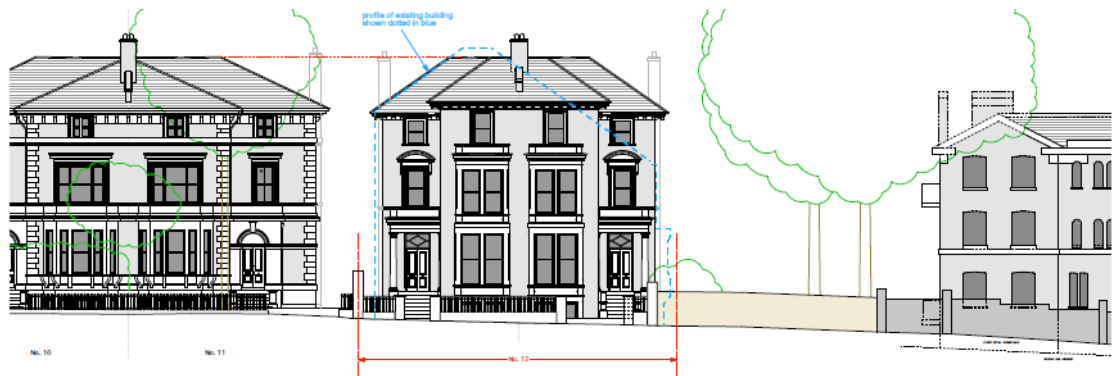 profile of existing building
shown dotted in blue
No. 10
No. 11
No. 12